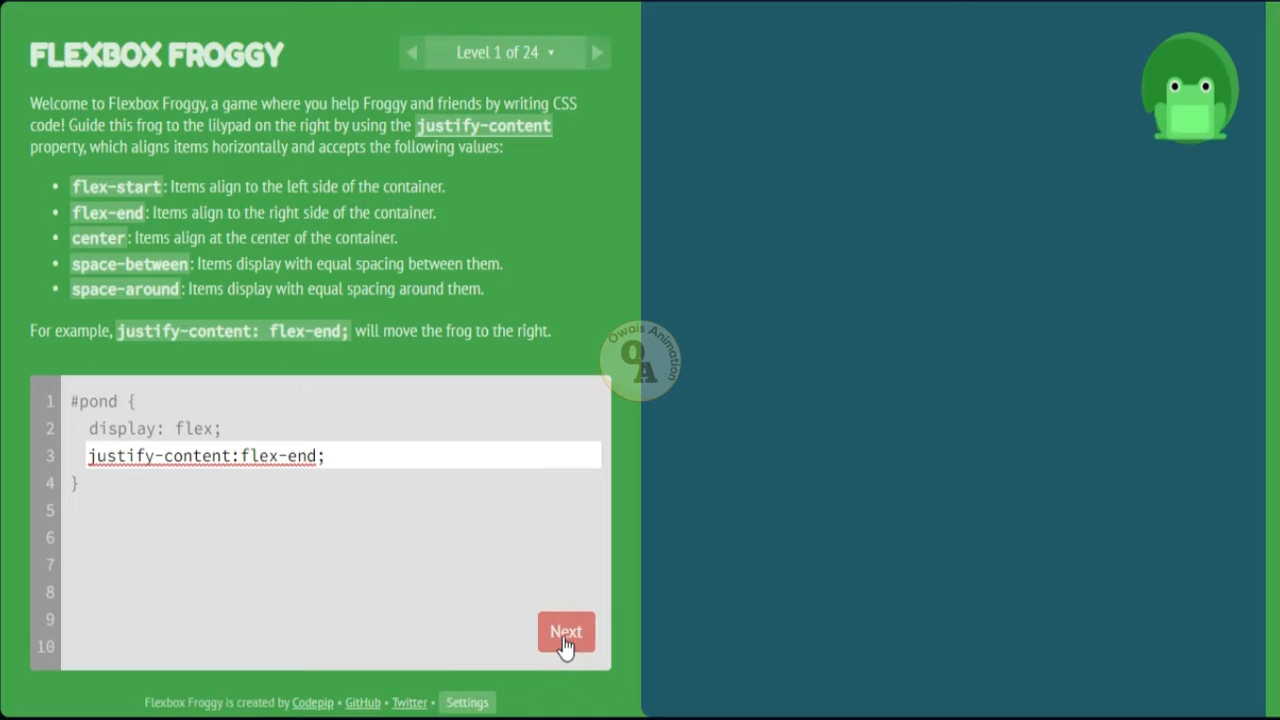 FLEXBOX FROGGY
Level 1 of 24 ▾
Welcome to Flexbox Froggy, a game where you help Froggy and friends by writing CSS
code! Guide this frog to the lilypad on the right by using the justify-content
property, which aligns items horizontally and accepts the following values:
• flex-start: Items align to the left side of the container.
• flex-end: Items align to the right side of the container.
• center: Items align at the center of the container.
• space-between: Items display with equal spacing between them.
• space-around: Items display with equal spacing around them.
For example, justify-content: flex-end; will move the frog to the right.
Owais Animation
OA
1 #pond {
2 display: flex;
3 justify-content:flex-end;
4 }
5
6
7
8
9
10
Next
Flexbox Froggy is created by Codepip • GitHub • Twitter • Settings